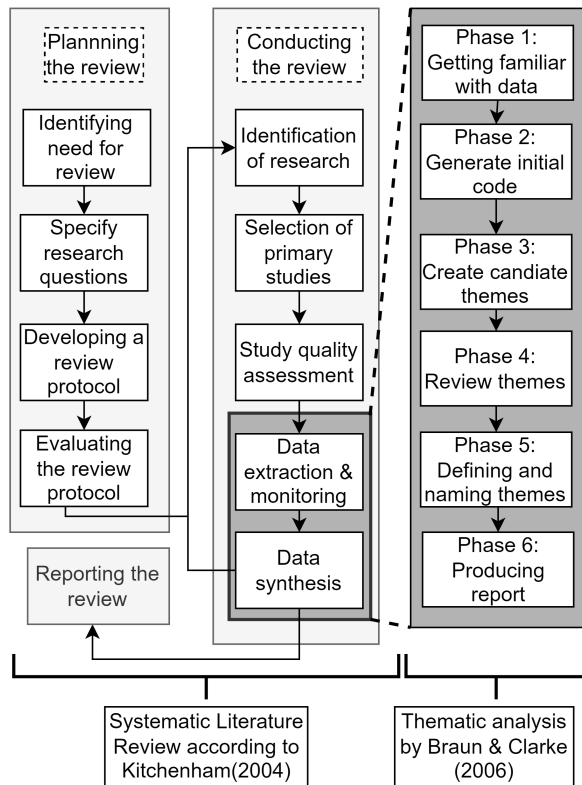 Plannning
the review
Identifying
need for
review
Specify
research
questions
Developing a
review
protocol
Evaluating
the review
protocol
Reporting the
review
Conducting
the review
Identification
of research
Selection of
primary
studies
Study quality
assessment
Data
extraction &
monitoring
Data
synthesis
Phase 1:
Getting familiar
with data
Phase 2:
Generate initial
code
Phase 3:
Create candiate
themes
Phase 4:
Review themes
Phase 5:
Defining and
naming themes
Phase 6:
Producing
report
Systematic Literature
Review according to
Kitchenham(2004)
Thematic analysis
by Braun & Clarke
(2006)